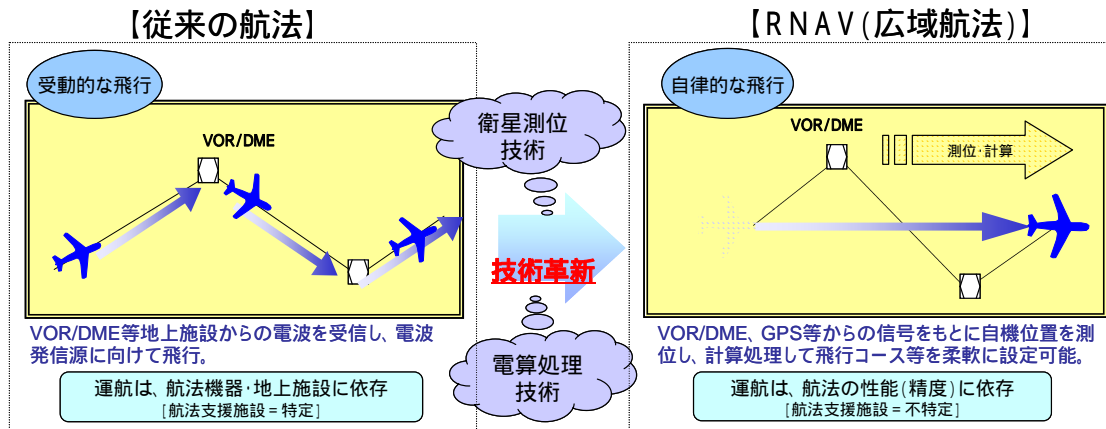 【従来の航法】
受動的な飛行
VOR/DME
VOR/DME等地上施設からの電波を受信し、電波
発信源に向けて飛行。
運航は、航法機器・地上施設に依存
[航法支援施設=特定]
衛星測位
技術
技術革新
電算処理
技術
【RNAV(広域航法)】
自律的な飛行
VOR/DME
測位・計算
VOR/DME、GPS等からの信号をもとに自機位置を測
位し、計算処理して飛行コース等を柔軟に設定可能。
運航は、航法の性能(精度)に依存
[航法支援施設=不特定]